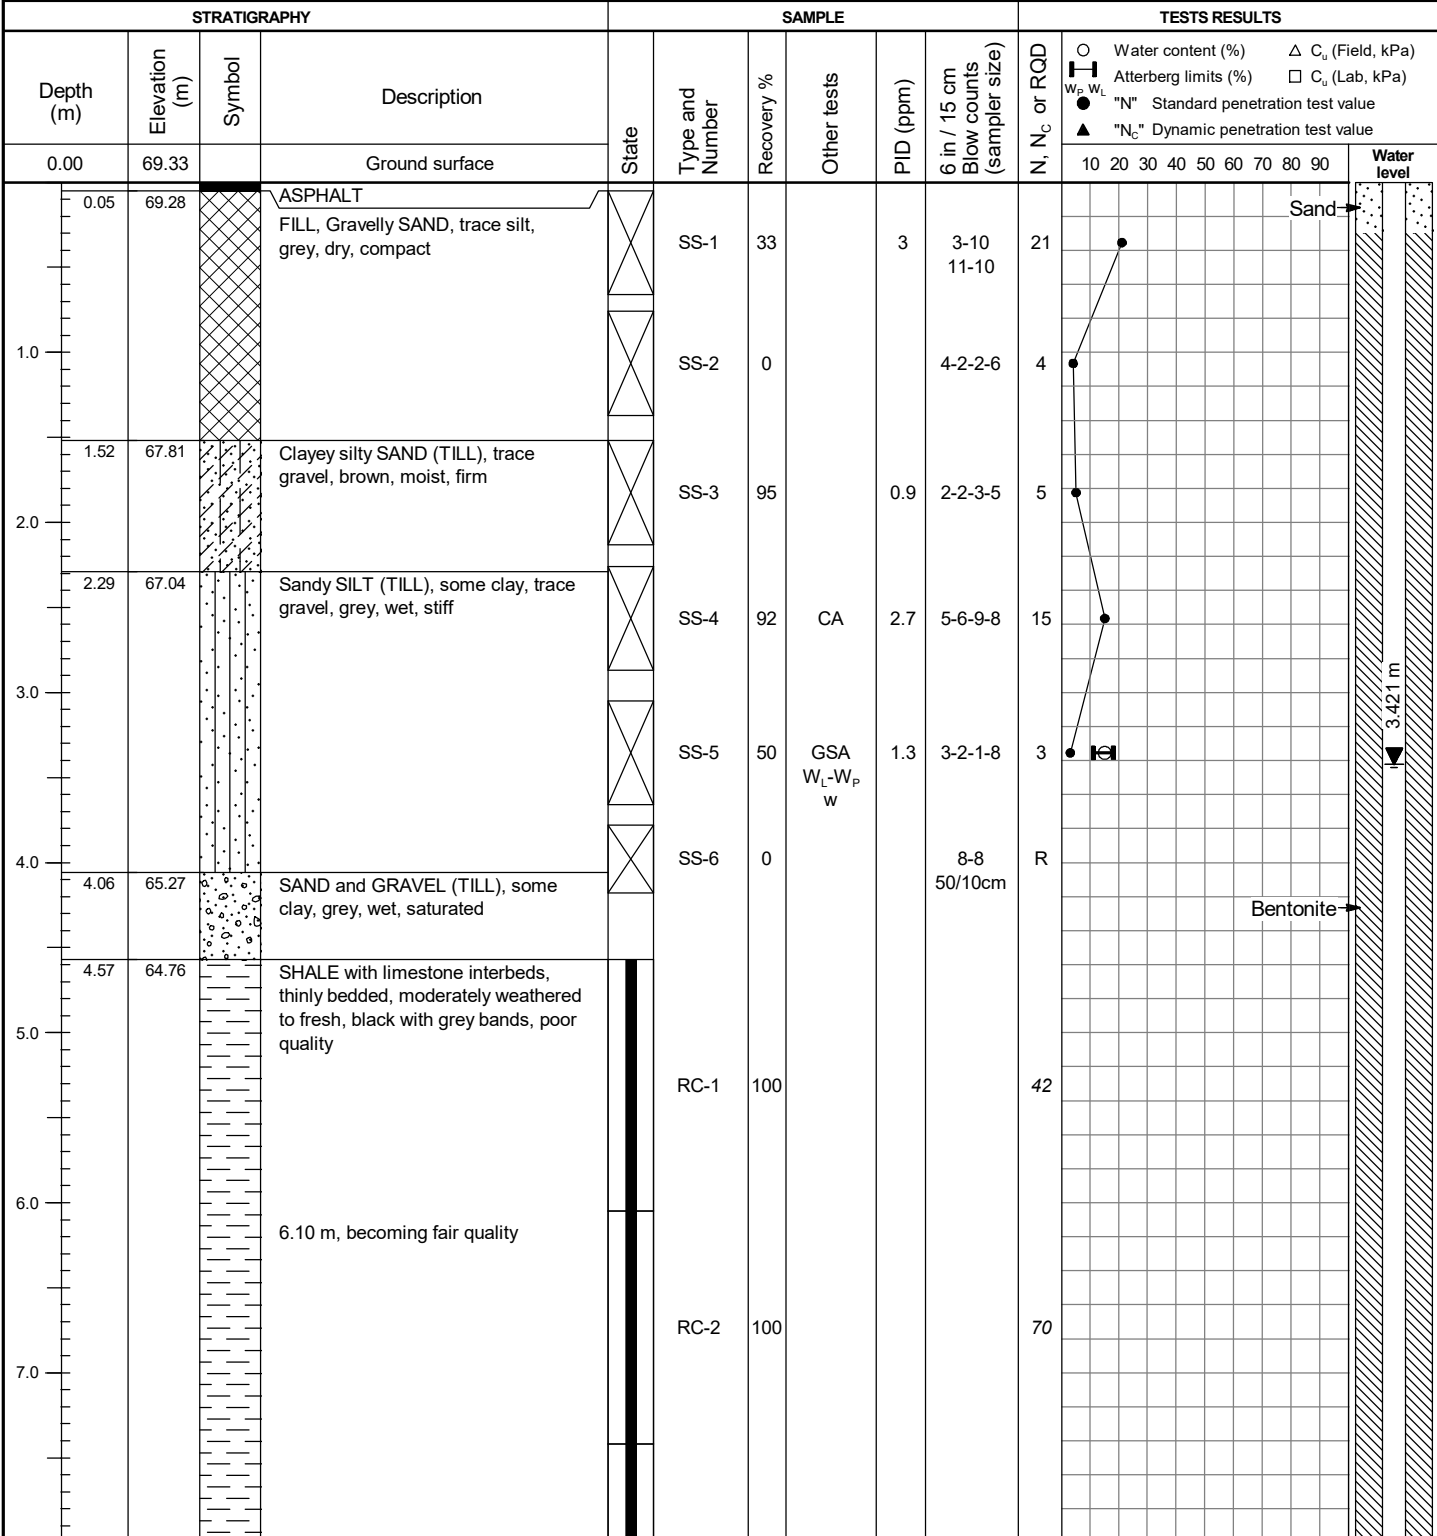 STRATIGRAPHY
SAMPLE
TESTS RESULTS
Depth
(m)
Elevation
(m)
Symbol
Description
State
Type and
Number
Recovery %
Other tests
PID (ppm)
6 in / 15 cm
Blow counts
(sampler size)
N, NC or RQD
Water content (%)
Cu (Field, kPa)
Atterberg limits (%)
Cu (Lab, kPa)
WP WL
"N" Standard penetration test value
"NC" Dynamic penetration test value
0.00 69.33 Ground surface
10 20 30 40 50 60 70 80 90
Water
level
0.05 69.28 ASPHALT
FILL, Gravelly SAND, trace silt,
grey, dry, compact
SS-1 33 3 3-10 21
11-10
Sand
1.0
SS-2 0 4-2-2-6 4
1.52 67.81 Clayey silty SAND (TILL), trace
gravel, brown, moist, firm
SS-3 95 0.9 2-2-3-5 5
2.0
2.29 67.04 Sandy SILT (TILL), some clay, trace
gravel, grey, wet, stiff
SS-4 92 CA 2.7 5-6-9-8 15
3.0
3.421 m
SS-5 50 GSA 1.3 3-2-1-8 3
WL-WP
w
4.0
SS-6 0 8-8 R
50/10cm
4.06 65.27 SAND and GRAVEL (TILL), some
clay, grey, wet, saturated
Bentonite
4.57 64.76 SHALE with limestone interbeds,
thinly bedded, moderately weathered
to fresh, black with grey bands, poor
quality
5.0
RC-1 100 42
6.0
6.10 m, becoming fair quality
RC-2 100 70
7.0